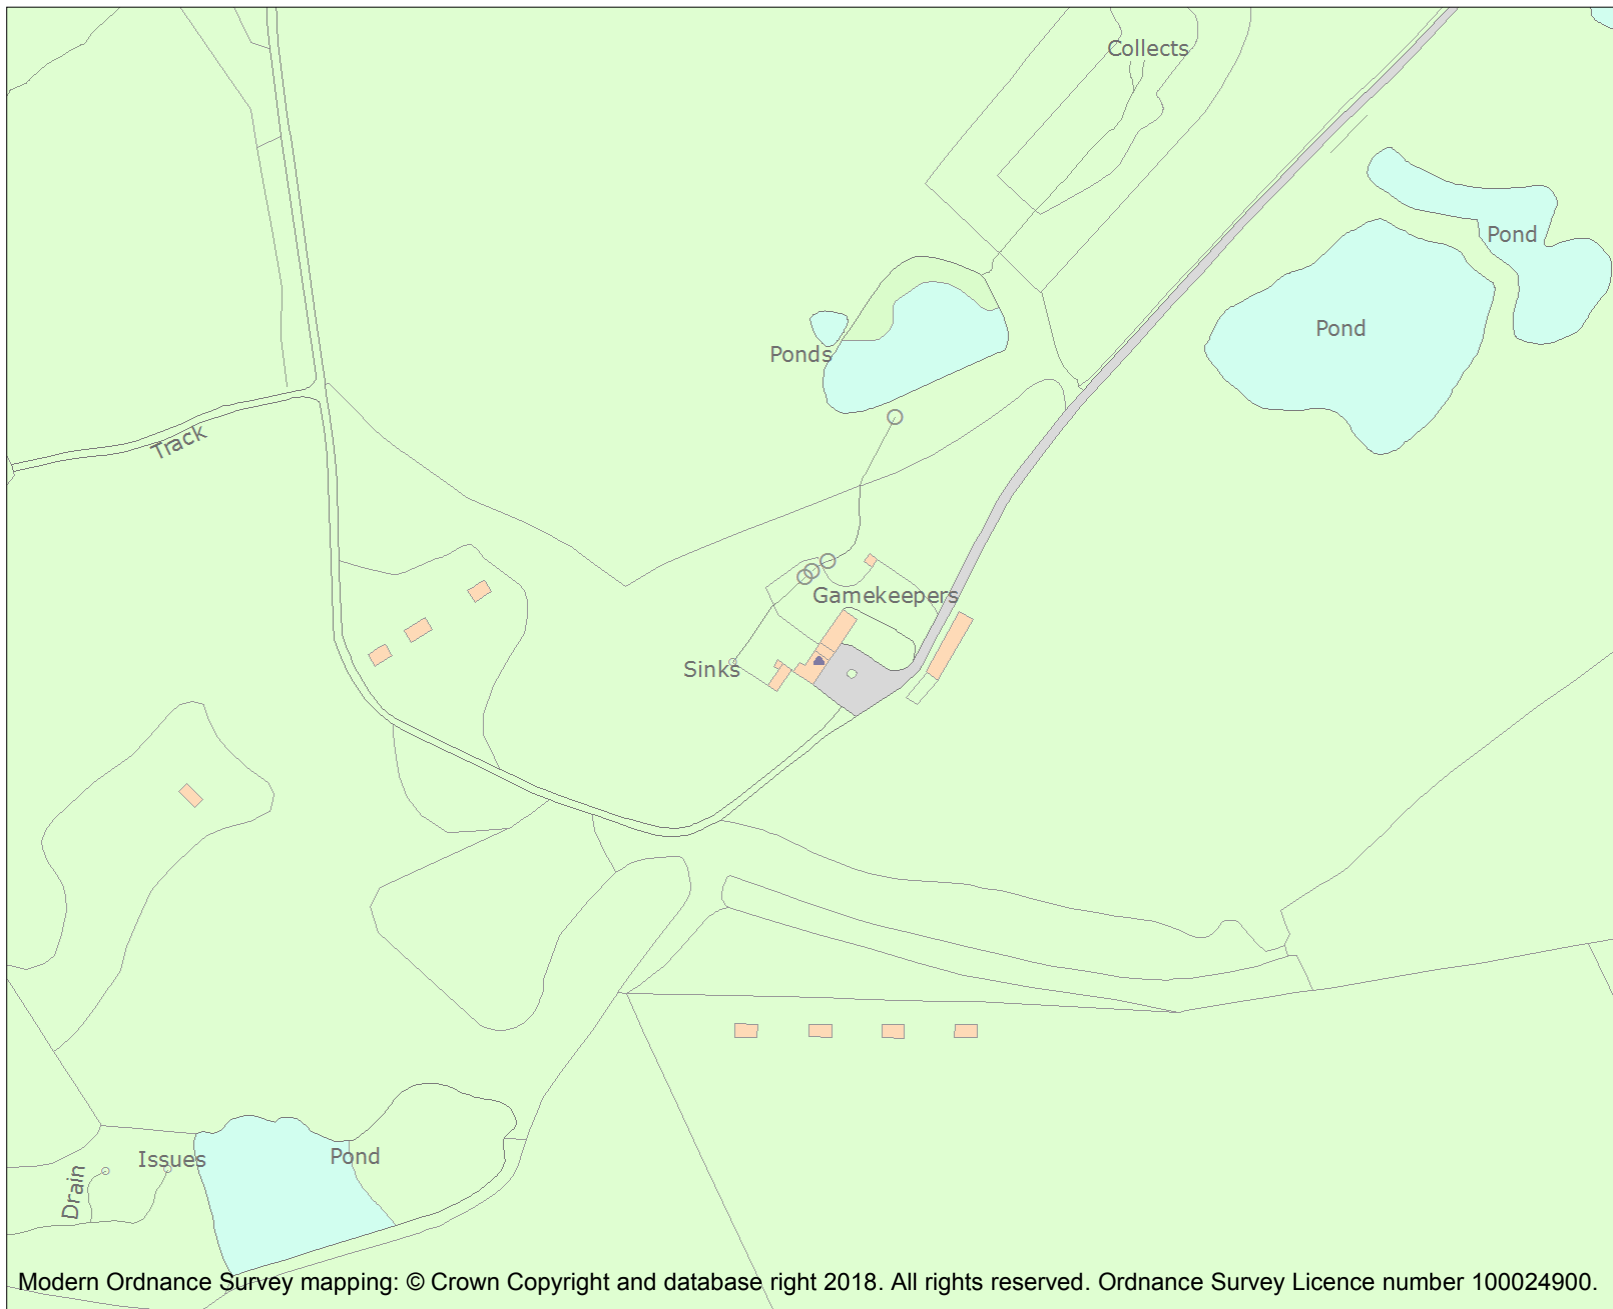 Collects
Pond
Pond
Ponds
Track
Gamekeepers
Sinks
Issues
Pond
Drain
Modern Ordnance Survey mapping: © Crown Copyright and database right 2018. All rights reserved. Ordnance Survey Licence number 100024900.